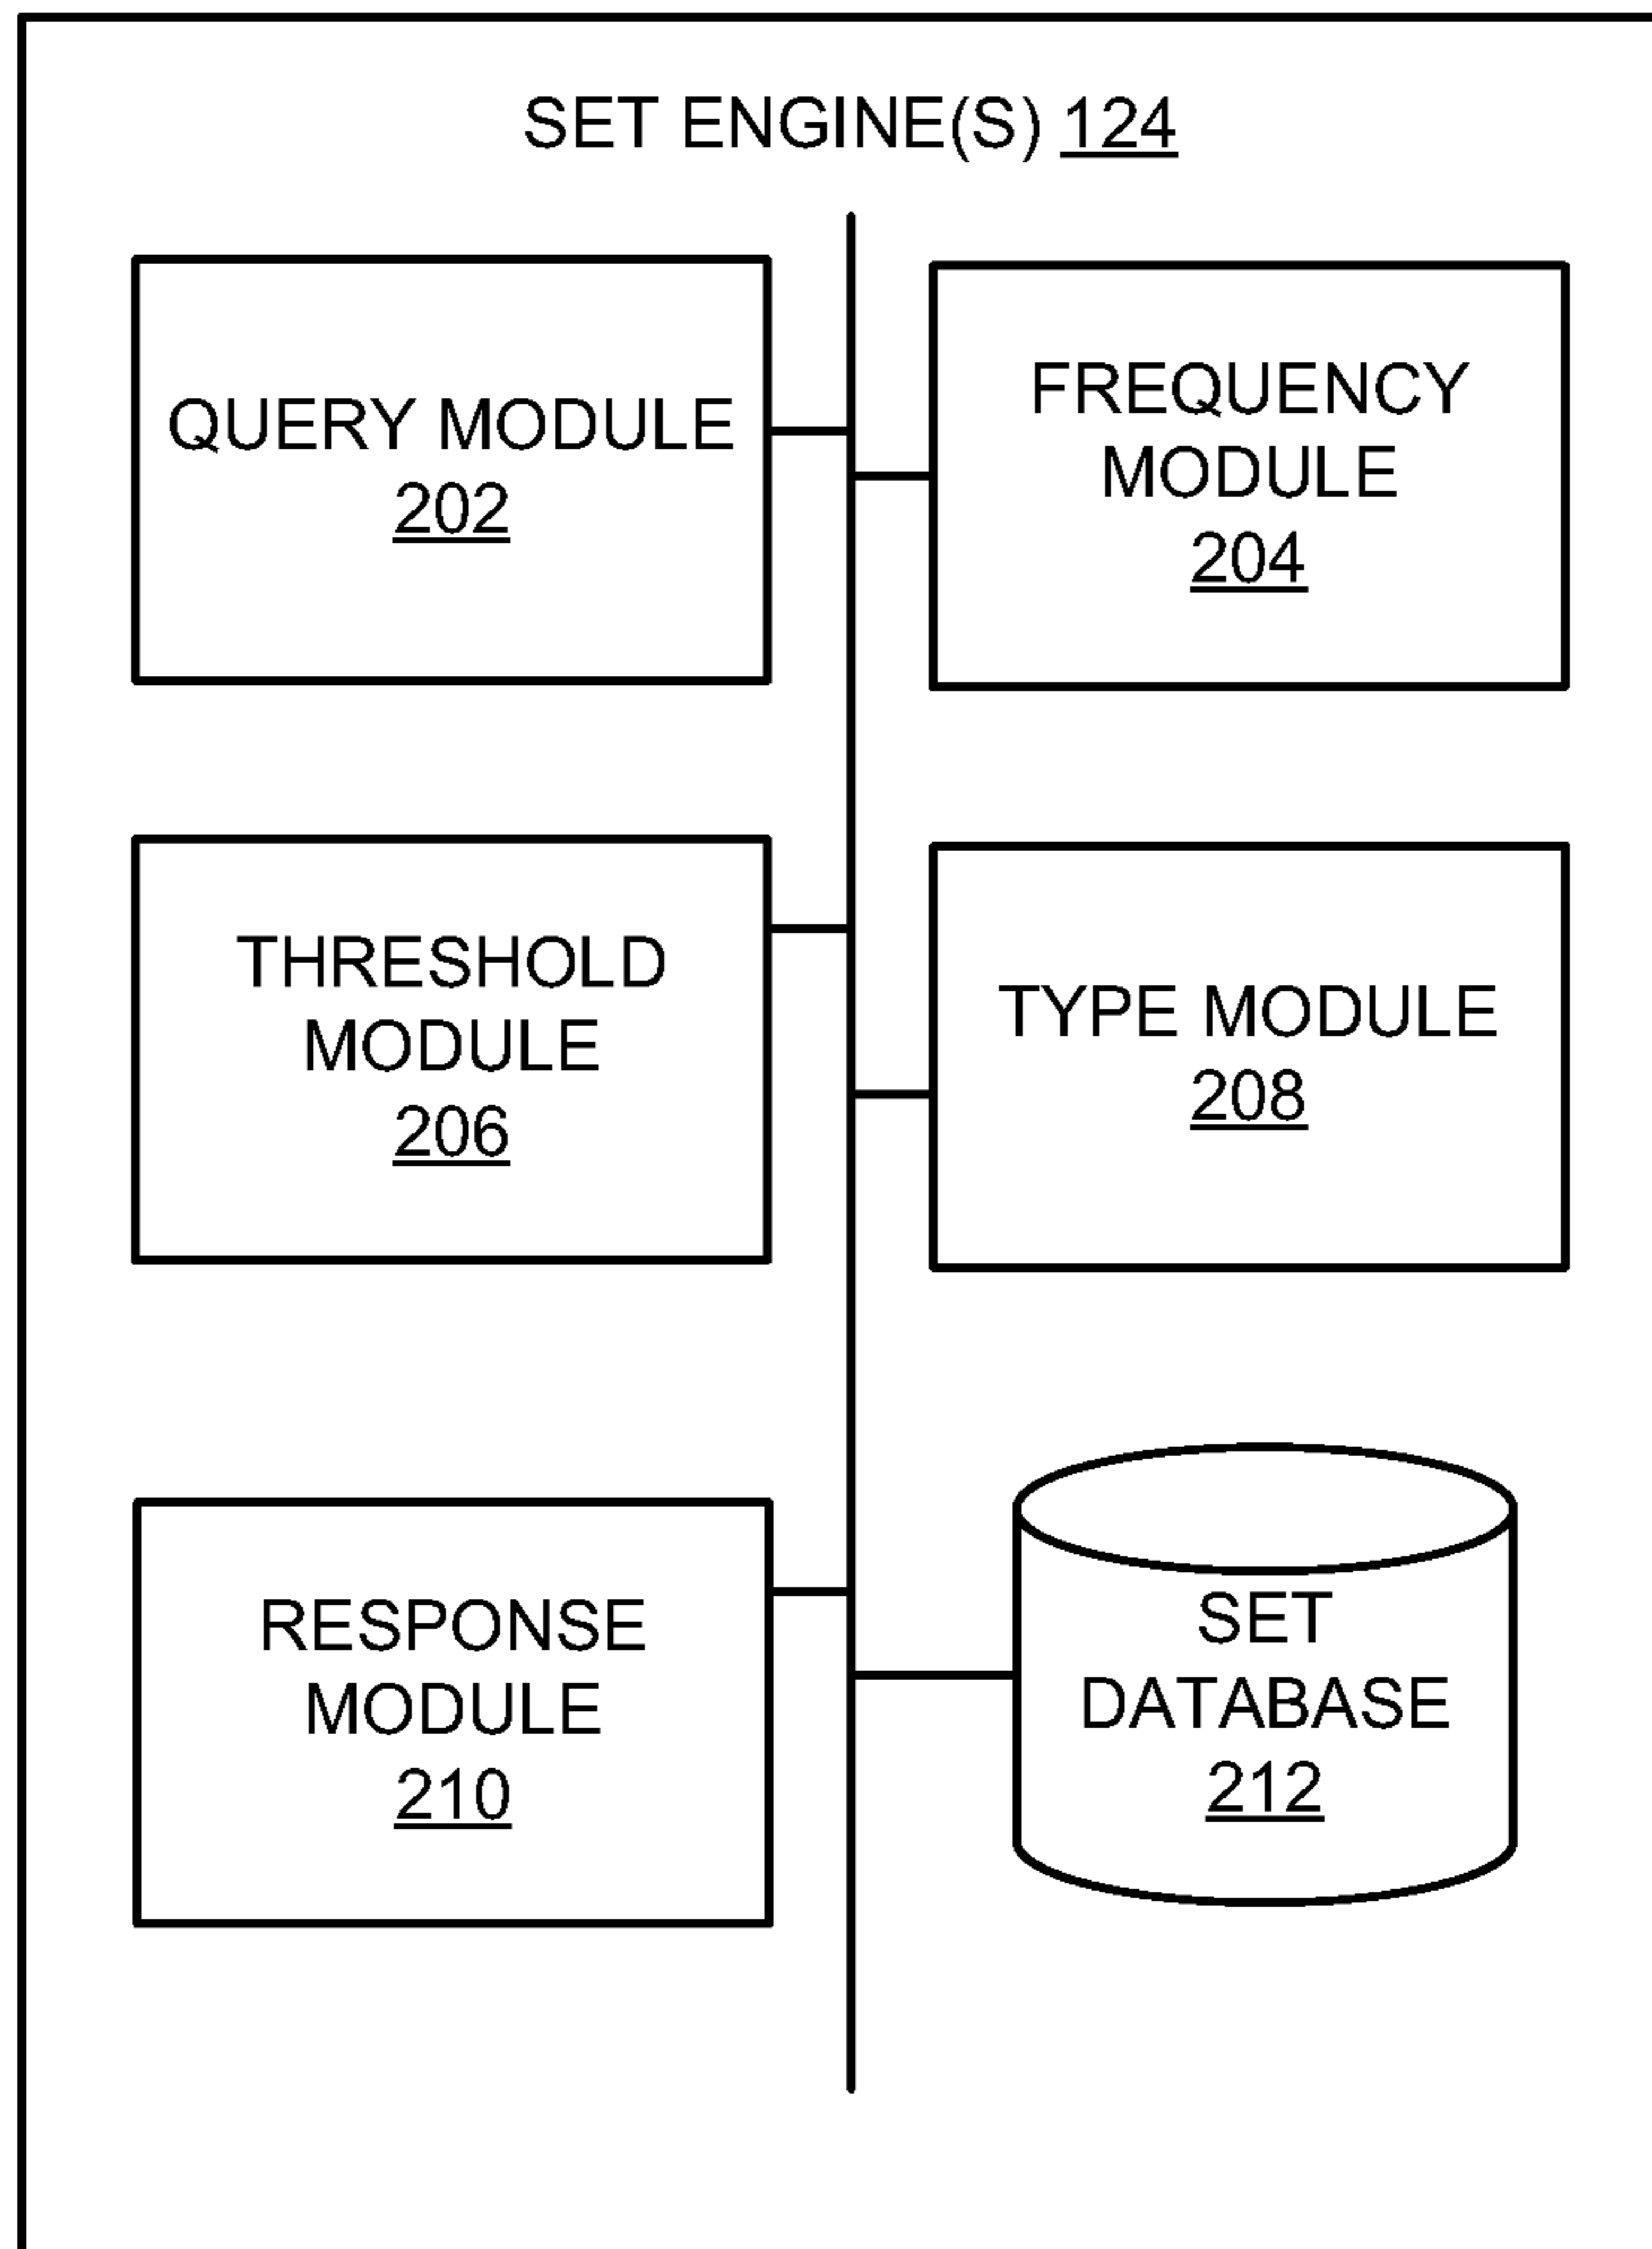 SET ENGINE(S) 124
QUERY MODULE
202
FREQUENCY
MODULE
204
THRESHOLD
MODULE
206
TYPE MODULE
208
RESPONSE
MODULE
210
SET
DATABASE
212